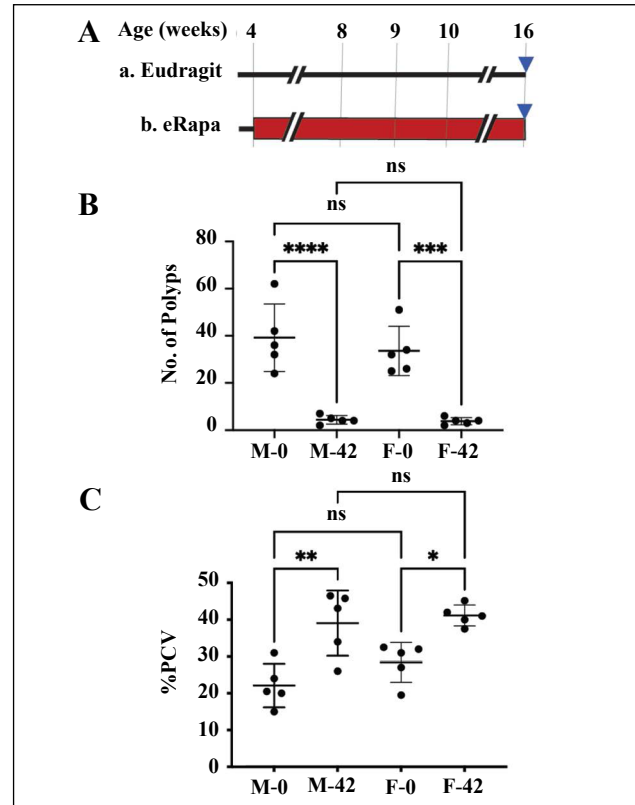 A Age (weeks) 4 8 9 10 16
a. Eudragit
b. eRapa
B
ns
ns
**** ***
80
60
40
20
0
No. of Polyps
M-0 M-42 F-0 F-42
C
ns
ns
** *
50
40
30
20
10
0
%PCV
M-0 M-42 F-0 F-42